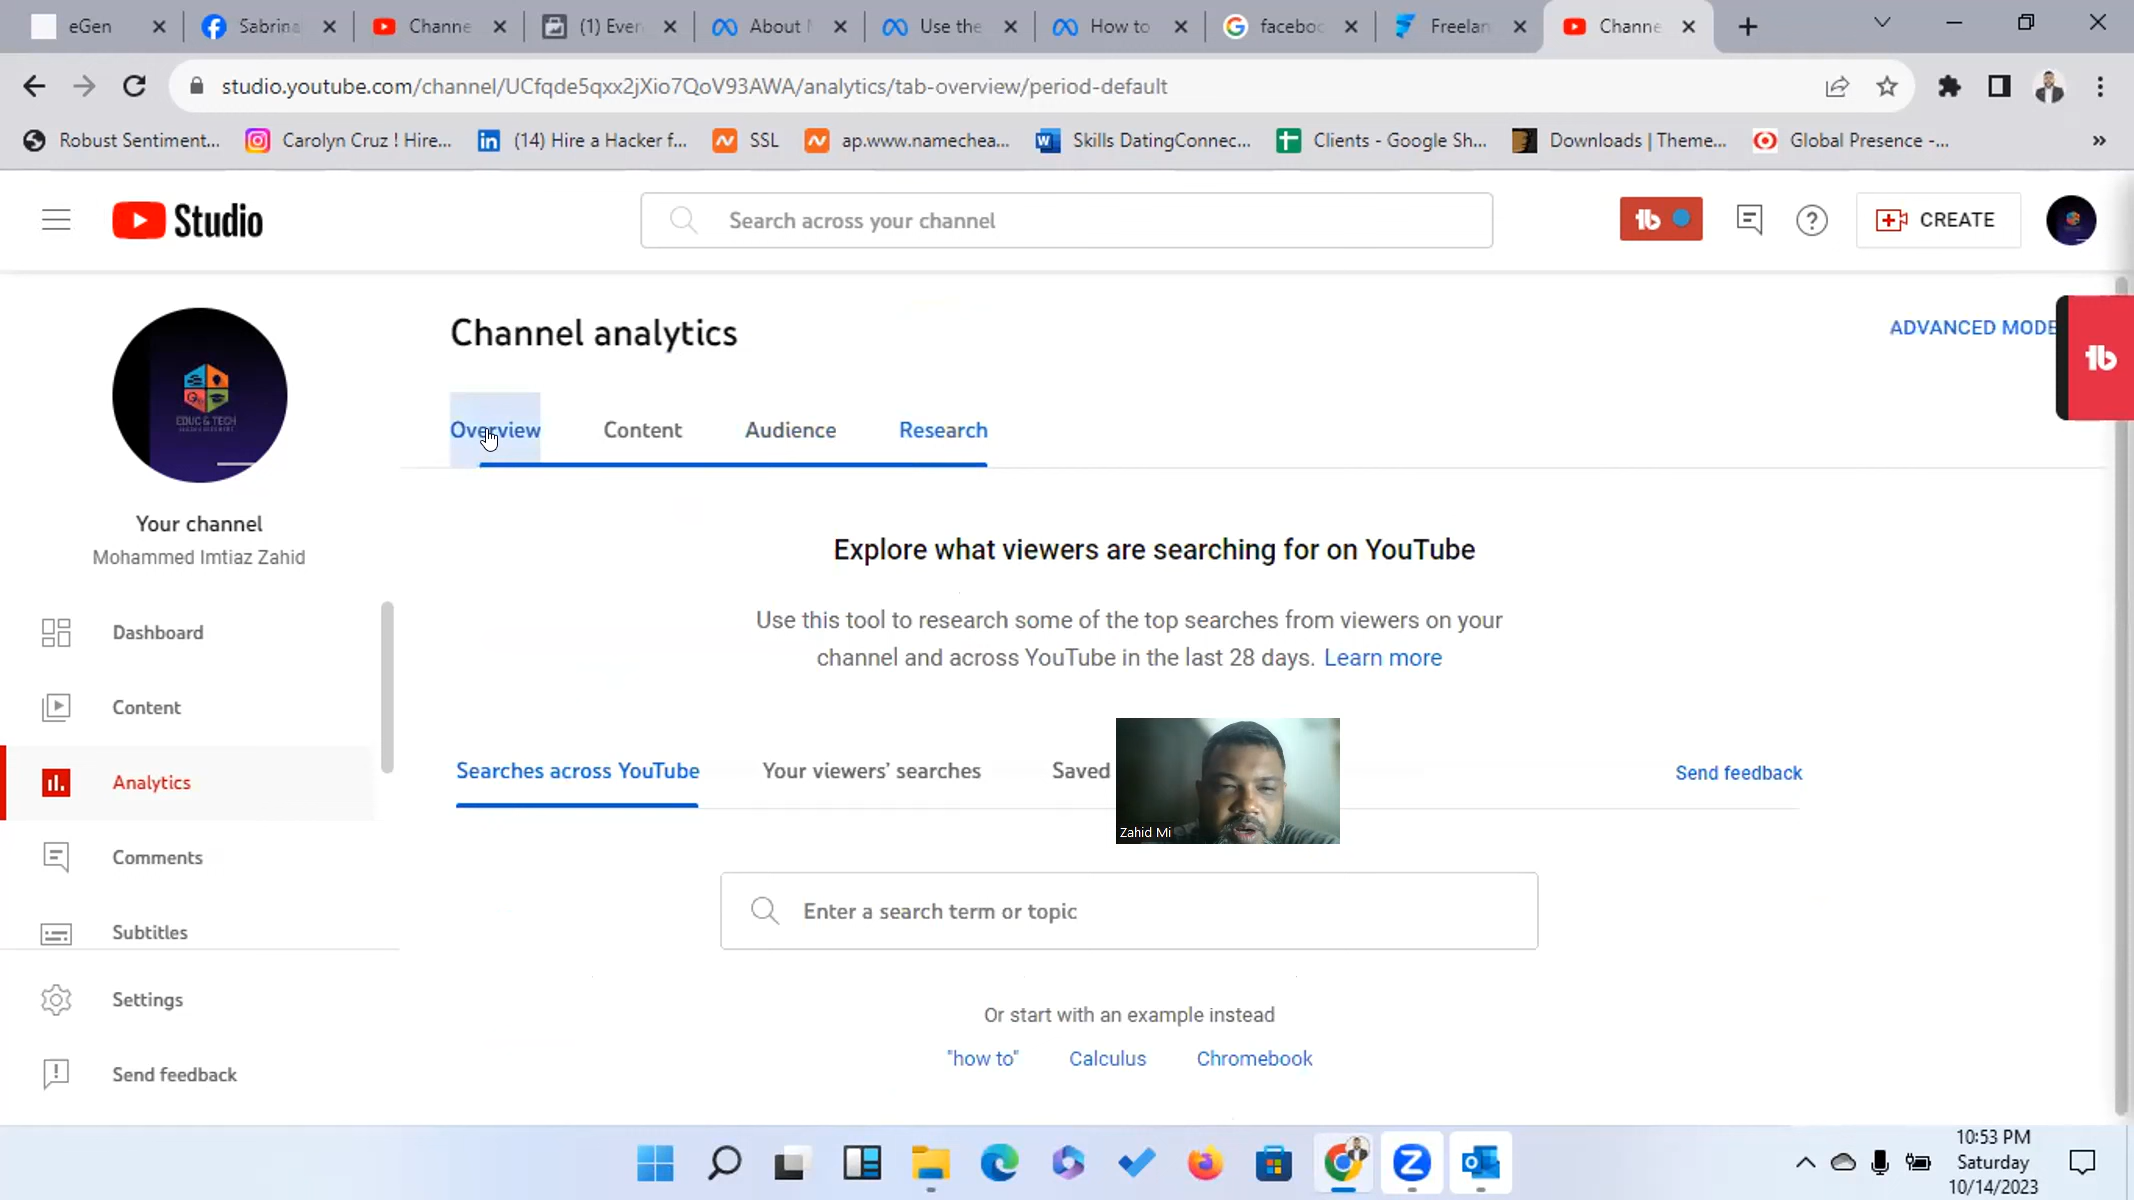 eGen
Sabrina
Channe
(1) Ever
About M
Use the
How to
faceboo
Freelan
Channe
studio.youtube.com/channel/UCfqde5qxx2jXio7QoV93AWA/analytics/tab-overview/period-default
Robust Sentiment...
Carolyn Cruz ! Hire...
(14) Hire a Hacker f...
SSL
ap.www.namechea...
Skills DatingConnec...
Clients - Google Sh...
Downloads | Theme...
Global Presence -...
Studio
Search across your channel
CREATE
Channel analytics
ADVANCED MODE
EDUC & TECH
Overview
Content
Audience
Research
Your channel
Mohammed Imtiaz Zahid
Explore what viewers are searching for on YouTube
Use this tool to research some of the top searches from viewers on your
channel and across YouTube in the last 28 days. Learn more
Dashboard
Content
Analytics
Comments
Subtitles
Settings
Send feedback
Searches across YouTube
Your viewers' searches
Saved
Send feedback
Zahid Mi
Enter a search term or topic
Or start with an example instead
"how to"
Calculus
Chromebook
10:53 PM
Saturday
10/14/2023